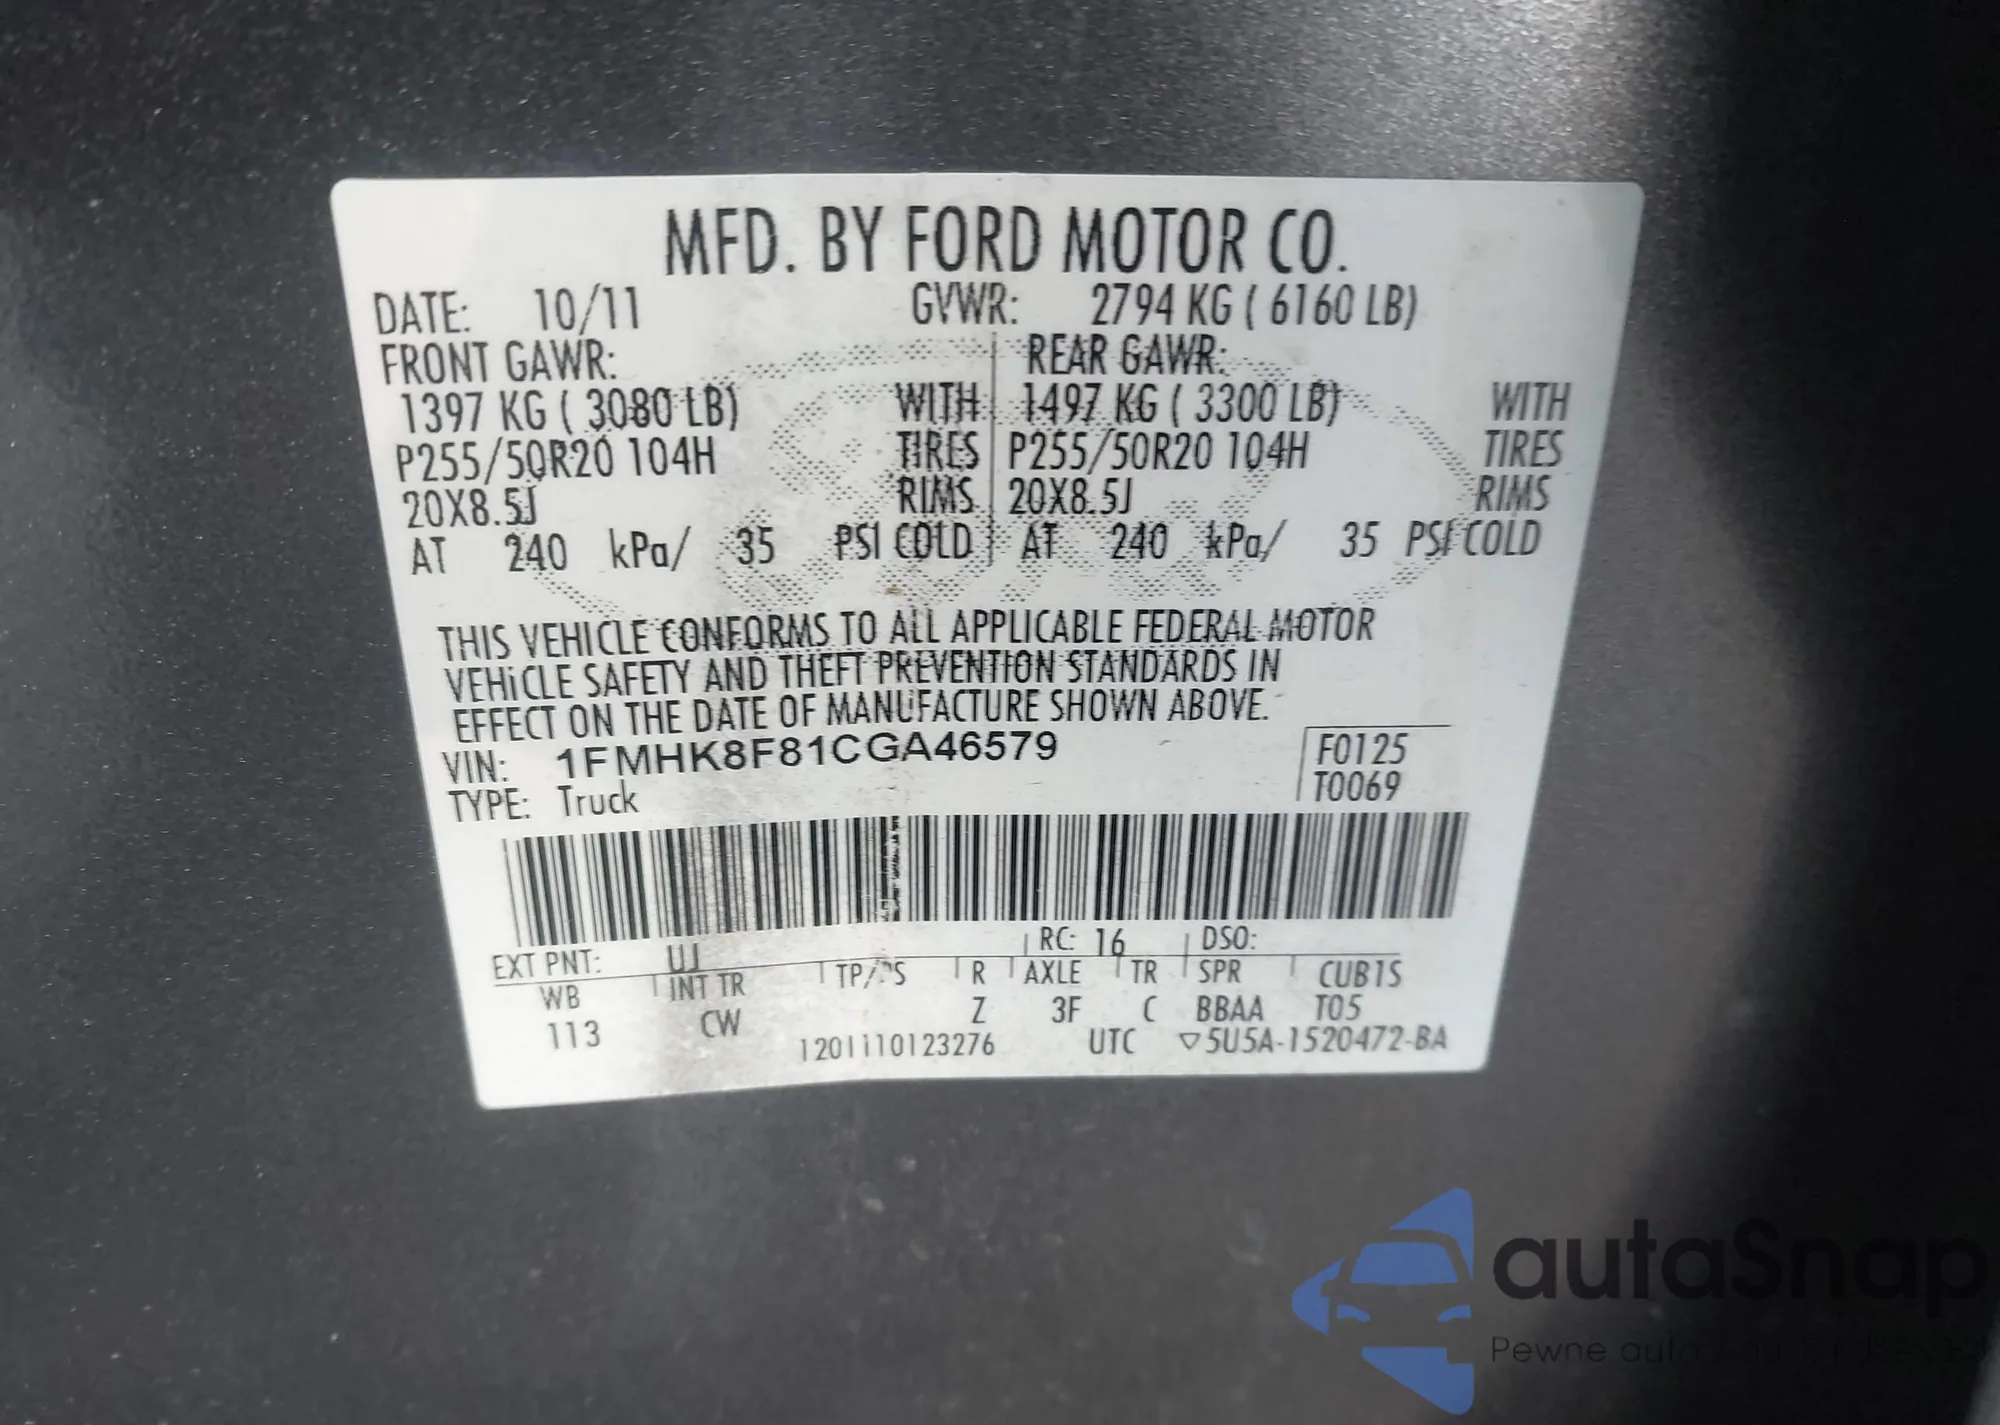 MFD. BY FORD MOTOR CO.
DATE: 10/11 GVWR: 2794 KG ( 6160 LB)
FRONT GAWR: REAR GAWR:
1397 KG ( 3080 LB) WITH 1497 KG ( 3300 LB) WITH
P255/50R20 104H TIRES P255/50R20 104H TIRES
20X8.5J RIMS 20X8.5J RIMS
AT 240 kPa/ 35 PSI COLD AT 240 kPa/ 35 PSI COLD
THIS VEHICLE CONFORMS TO ALL APPLICABLE FEDERAL MOTOR
VEHiCLE SAFETY AND THEFT PREVENTION STANDARDS IN
EFFECT ON THE DATE OF MANUFACTURE SHOWN ABOVE.
VIN: 1FMHK8F81CGA46579 F0125
TYPE: Truck T0069
EXT PNT: UJ RC: 16 DSO:
WB INT TR TP/PS R AXLE TR SPR CUB1S
113 CW Z 3F C BBAA T05
1201110123276 UTC ▽5U5A-1520472-BA
autaSnap
Pewne auta